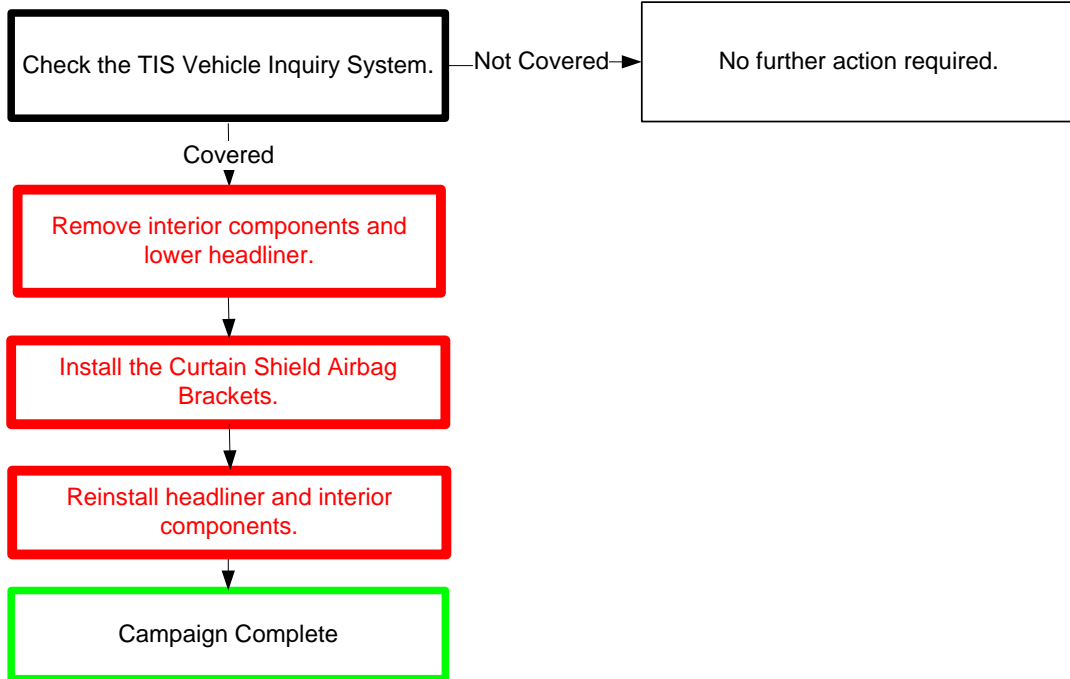 Check the TIS Vehicle Inquiry System.
Not Covered
No further action required.
Covered
Remove interior components and
lower headliner.
Install the Curtain Shield Airbag
Brackets.
Reinstall headliner and interior
components.
Campaign Complete